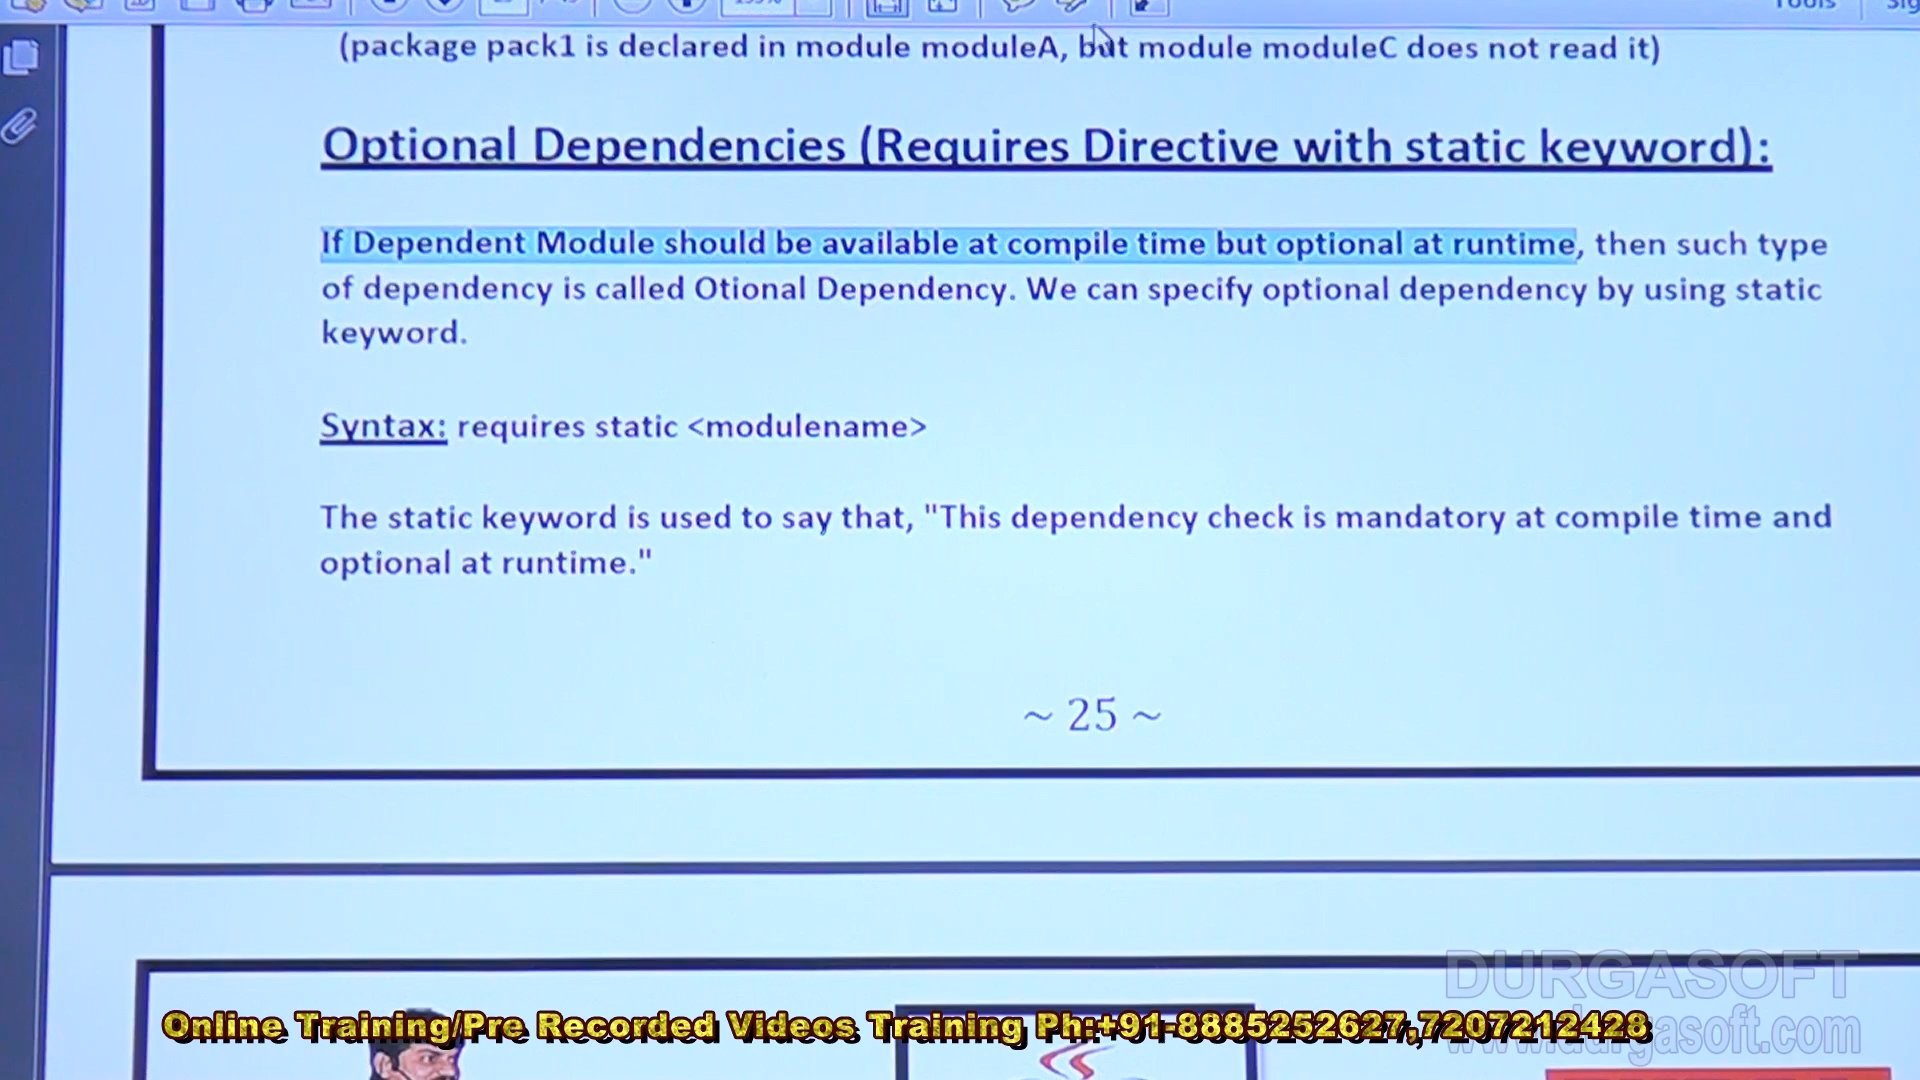 Tools
(package pack1 is declared in module moduleA, but module moduleC does not read it)
Optional Dependencies (Requires Directive with static keyword):
If Dependent Module should be available at compile time but optional at runtime, then such type
of dependency is called Otional Dependency. We can specify optional dependency by using static
keyword.
Syntax: requires static <modulename>
The static keyword is used to say that, "This dependency check is mandatory at compile time and
optional at runtime."
~ 25 ~
DURGASOFT
Online Training/Pre Recorded Videos Training Ph:+91-8885252627,7207212428
www.durgasoft.com